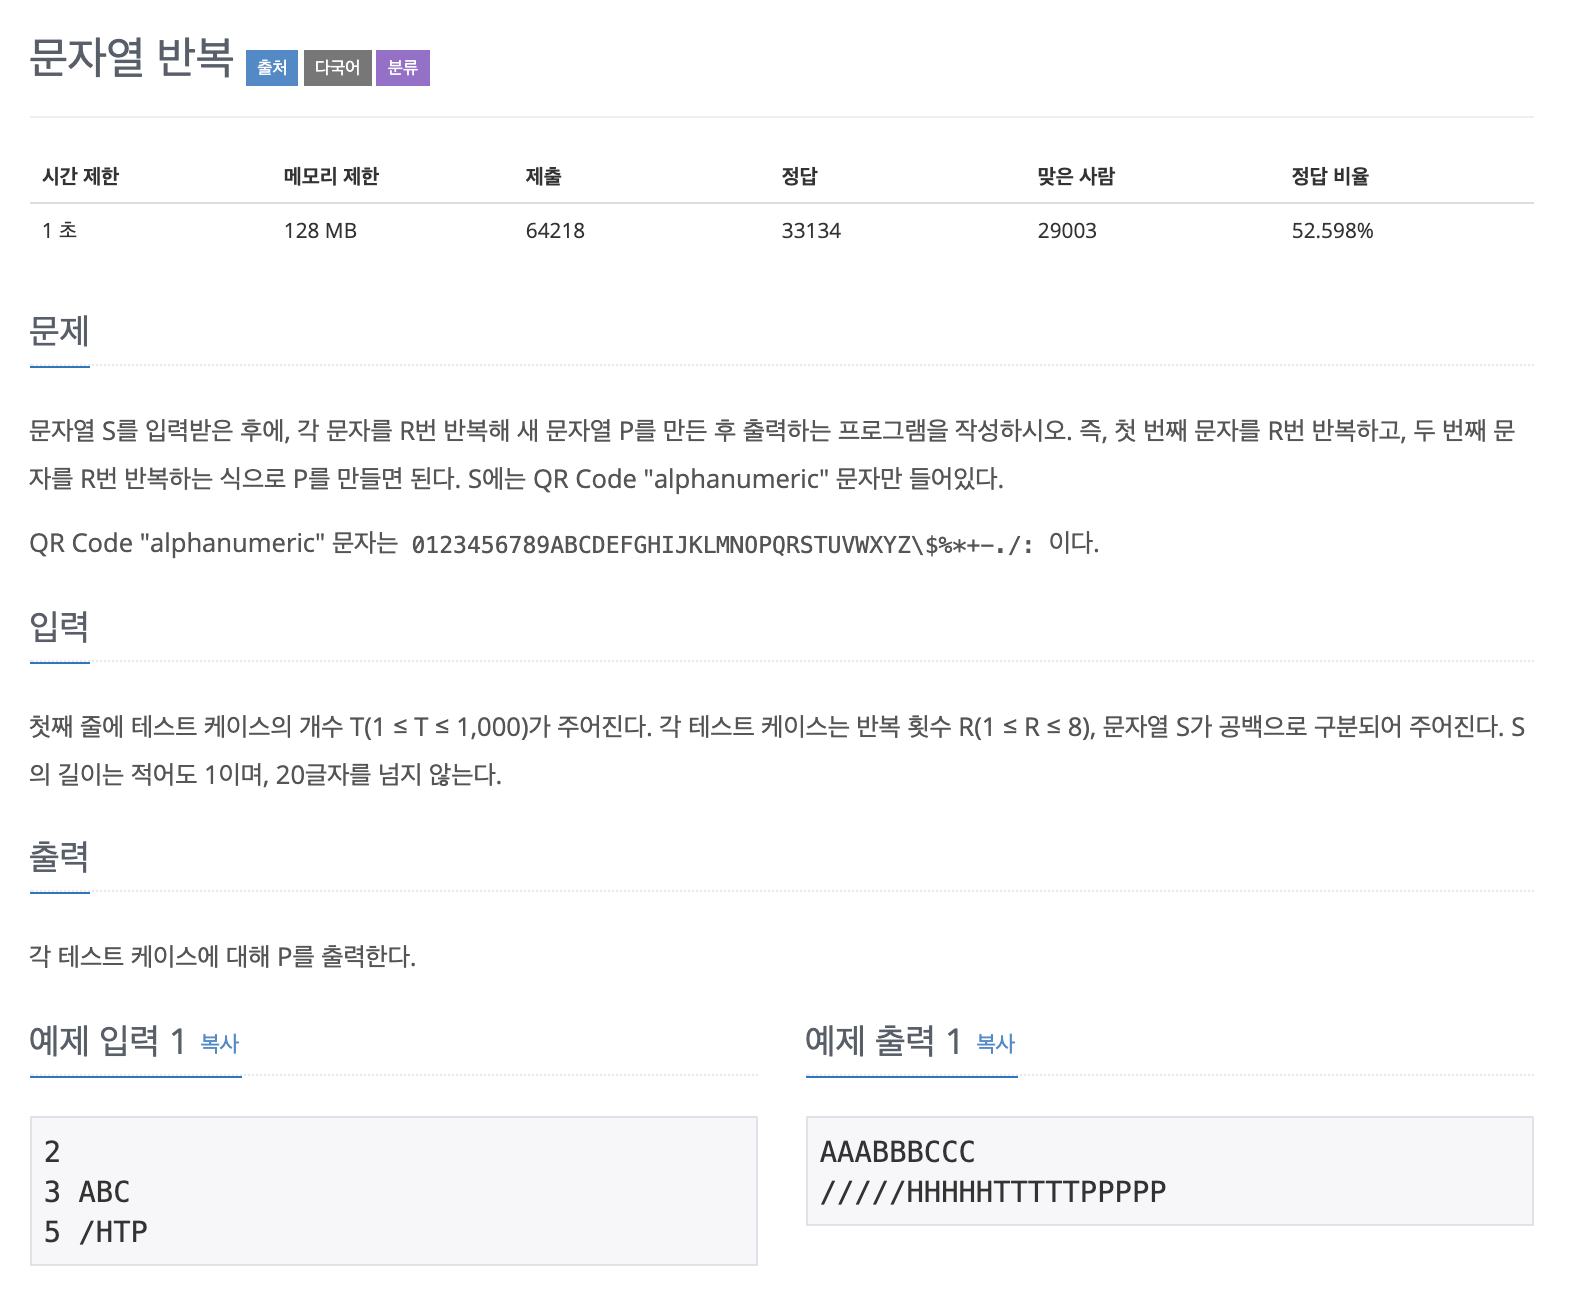 문자열 반복 출처 다국어 분류
시간 제한 메모리 제한 제출 정답 맞은 사람 정답 비율
1 초 128 MB 64218 33134 29003 52.598%
문제
문자열 S를 입력받은 후에, 각 문자를 R번 반복해 새 문자열 P를 만든 후 출력하는 프로그램을 작성하시오. 즉, 첫 번째 문자를 R번 반복하고, 두 번째 문
자를 R번 반복하는 식으로 P를 만들면 된다. S에는 QR Code "alphanumeric" 문자만 들어있다.
QR Code "alphanumeric" 문자는 0123456789ABCDEFGHIJKLMNOPQRSTUVWXYZ\$%*+-./: 이다.
입력
첫째 줄에 테스트 케이스의 개수 T(1 ≤ T ≤ 1,000)가 주어진다. 각 테스트 케이스는 반복 횟수 R(1 ≤ R ≤ 8), 문자열 S가 공백으로 구분되어 주어진다. S
의 길이는 적어도 1이며, 20글자를 넘지 않는다.
출력
각 테스트 케이스에 대해 P를 출력한다.
예제 입력 1 복사
2
3 ABC
5 /HTP
예제 출력 1 복사
AAABBBCCC
/////HHHHHTTTTTPPPPP